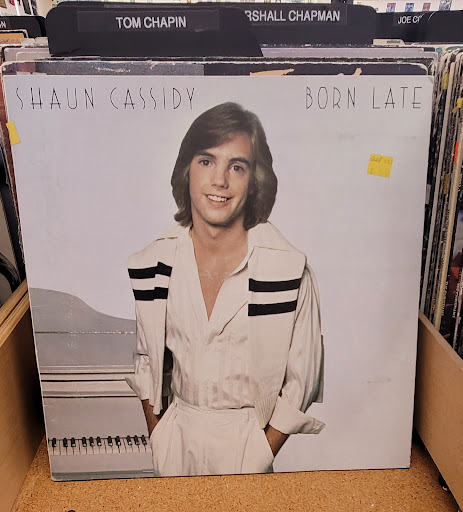 TOM CHAPIN
RSHALL CHAPMAN
JOE C
SHAUN CASSIDY
BORN LATE